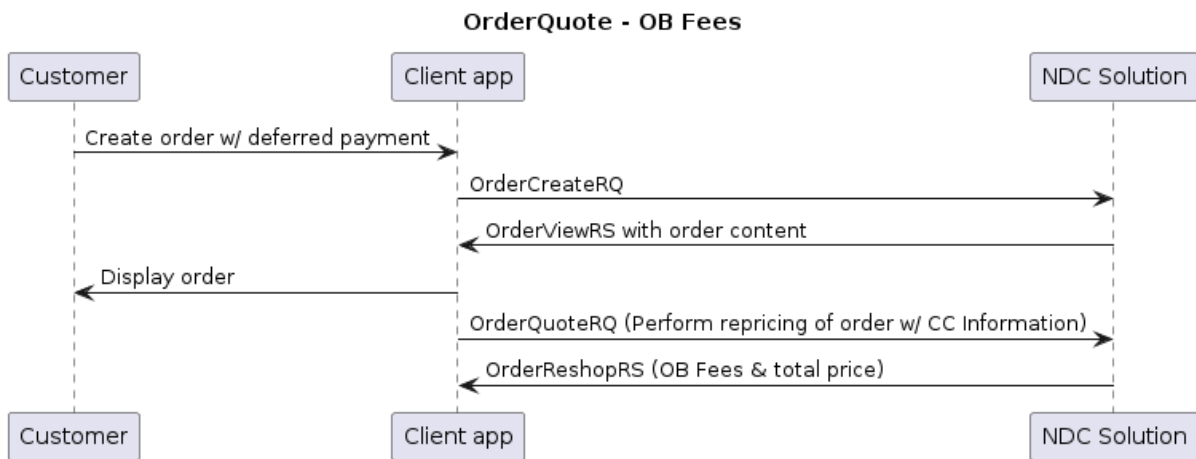 OrderQuote - OB Fees
Customer
Client app
NDC Solution
Create order w/ deferred payment
OrderCreateRQ
OrderViewRS with order content
Display order
OrderQuoteRQ (Perform repricing of order w/ CC Information)
OrderReshopRS (OB Fees & total price)
Customer
Client app
NDC Solution